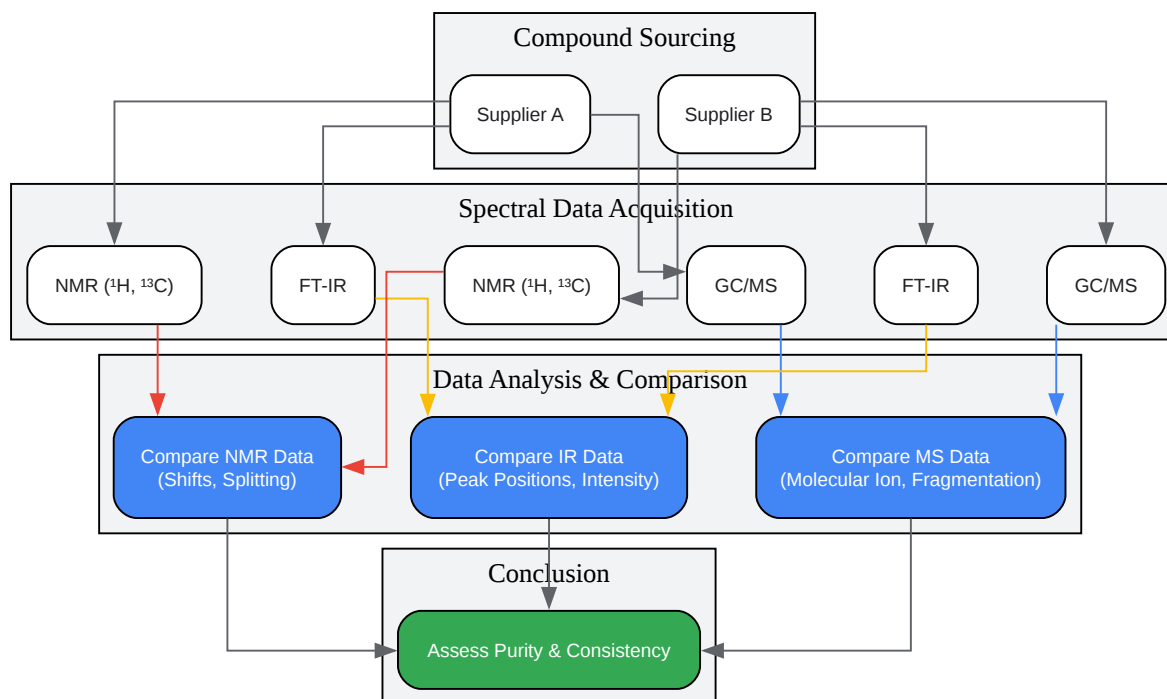 Compound Sourcing
Supplier A
Supplier B
Spectral Data Acquisition
NMR (¹H, ¹³C)
FT-IR
NMR (¹H, ¹³C)
GC/MS
FT-IR
GC/MS
Data Analysis & Comparison
Compare NMR Data
(Shifts, Splitting)
Compare IR Data
(Peak Positions, Intensity)
Compare MS Data
(Molecular Ion, Fragmentation)
Conclusion
Assess Purity & Consistency